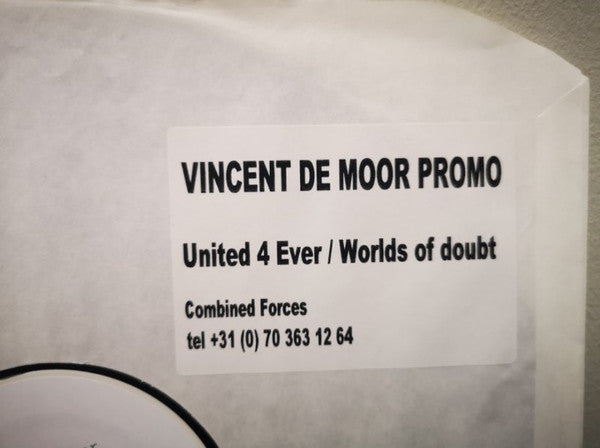 VINCENT DE MOOR PROMO
United 4 Ever / Worlds of doubt
Combined Forces
tel +31 (0) 70 363 12 64